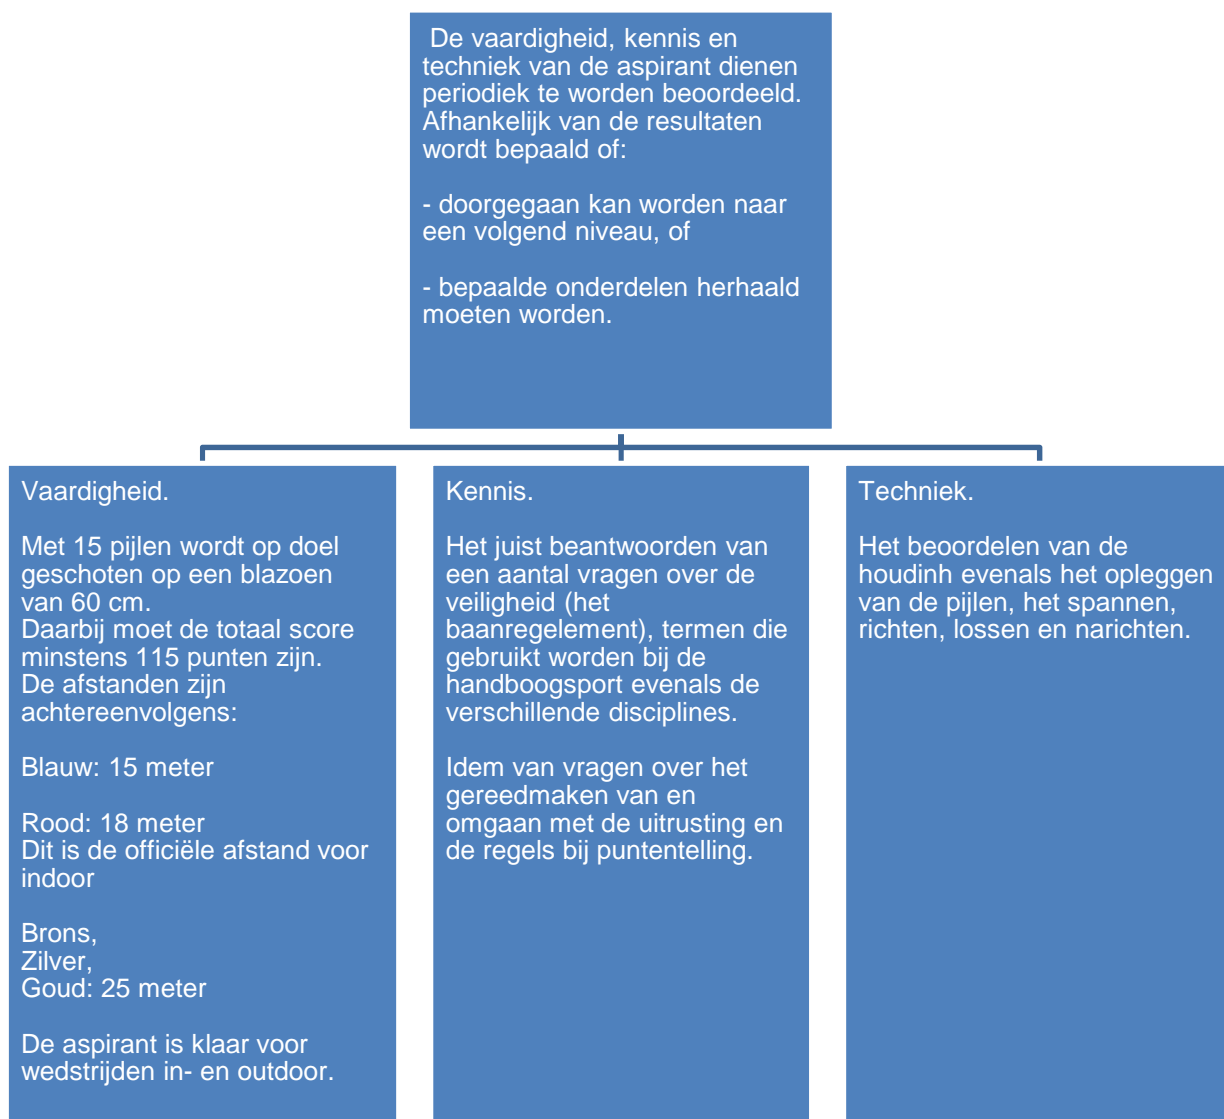 De vaardigheid, kennis en
techniek van de aspirant dienen
periodiek te worden beoordeeld.
Afhankelijk van de resultaten
wordt bepaald of:
- doorgegaan kan worden naar
een volgend niveau, of
- bepaalde onderdelen herhaald
moeten worden.
Vaardigheid.
Met 15 pijlen wordt op doel
geschoten op een blazoen
van 60 cm.
Daarbij moet de totaal score
minstens 115 punten zijn.
De afstanden zijn
achtereenvolgens:
Blauw: 15 meter
Rood: 18 meter
Dit is de officiële afstand voor
indoor
Brons,
Zilver,
Goud: 25 meter
De aspirant is klaar voor
wedstrijden in- en outdoor.
Kennis.
Het juist beantwoorden van
een aantal vragen over de
veiligheid (het
baanregelement), termen die
gebruikt worden bij de
handboogsport evenals de
verschillende disciplines.
Idem van vragen over het
gereedmaken van en
omgaan met de uitrusting en
de regels bij puntentelling.
Techniek.
Het beoordelen van de
houdinh evenals het opleggen
van de pijlen, het spannen,
richten, lossen en narichten.